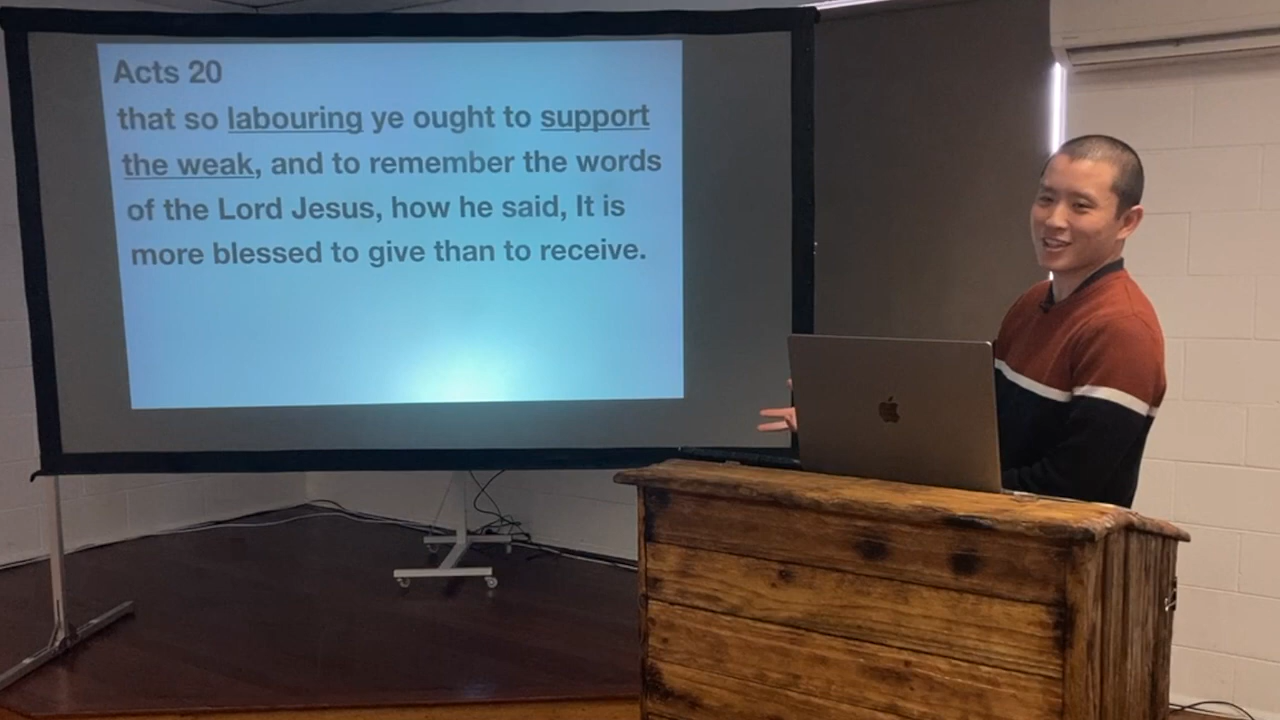 Acts 20
that so labouring ye ought to support
the weak, and to remember the words
of the Lord Jesus, how he said, It is
more blessed to give than to receive.